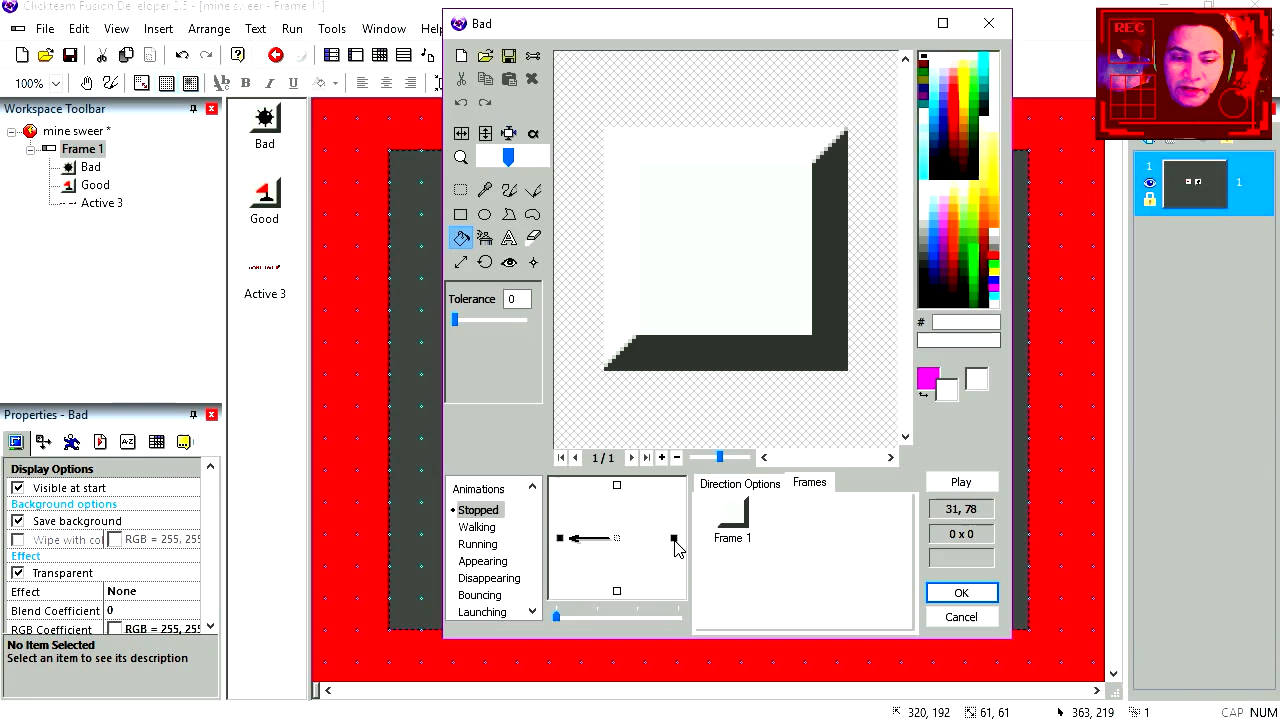 Clickteam Fusion Developer 2.5 - [mine sweer - Frame 1]
File Edit View Insert Arrange Text Run Tools Window
100%
Workspace Toolbar
mine sweer *
Frame 1
Bad
Good
Active 3
Properties - Bad
Display Options
Visible at start
Background options
Save background
RGB = 255, 255
Effect
Transparent
Effect None
Blend Coefficient 0
RGB Coefficient RGB = 255, 255
No Item Selected
Select an item to see its description
Bad
Good
Active 3
Bad
Tolerance 0
#
1 / 1
Animations
Stopped
Walking
Running
Appearing
Disappearing
Bouncing
Launching
Direction Options Frames
Frame 1
Play
31, 78
0 x 0
OK
Cancel
REC
1
1
320, 192 61, 61 363, 219 1 CAP NUM